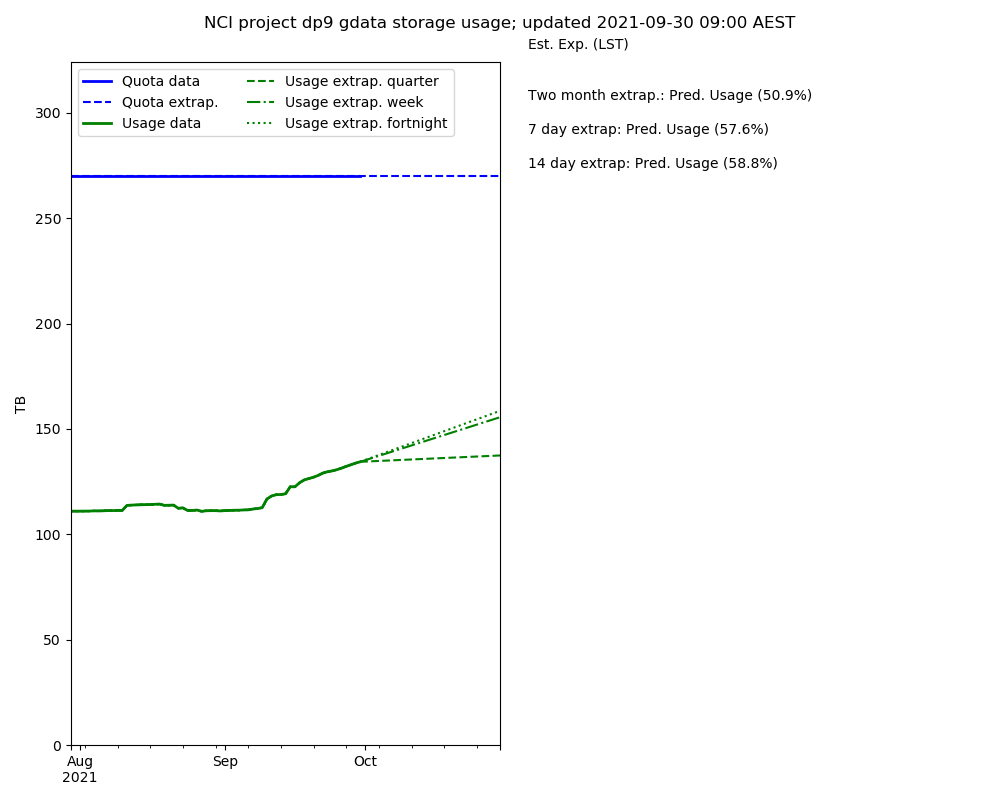 NCI project dp9 gdata storage usage; updated 2021-09-30 09:00 AEST
Est. Exp. (LST)
Two month extrap.: Pred. Usage (50.9%)
7 day extrap: Pred. Usage (57.6%)
14 day extrap: Pred. Usage (58.8%)
Quota data
Quota extrap.
Usage data
Usage extrap. quarter
Usage extrap. week
Usage extrap. fortnight
TB
300
250
200
150
100
50
0
Aug
2021
Sep
Oct